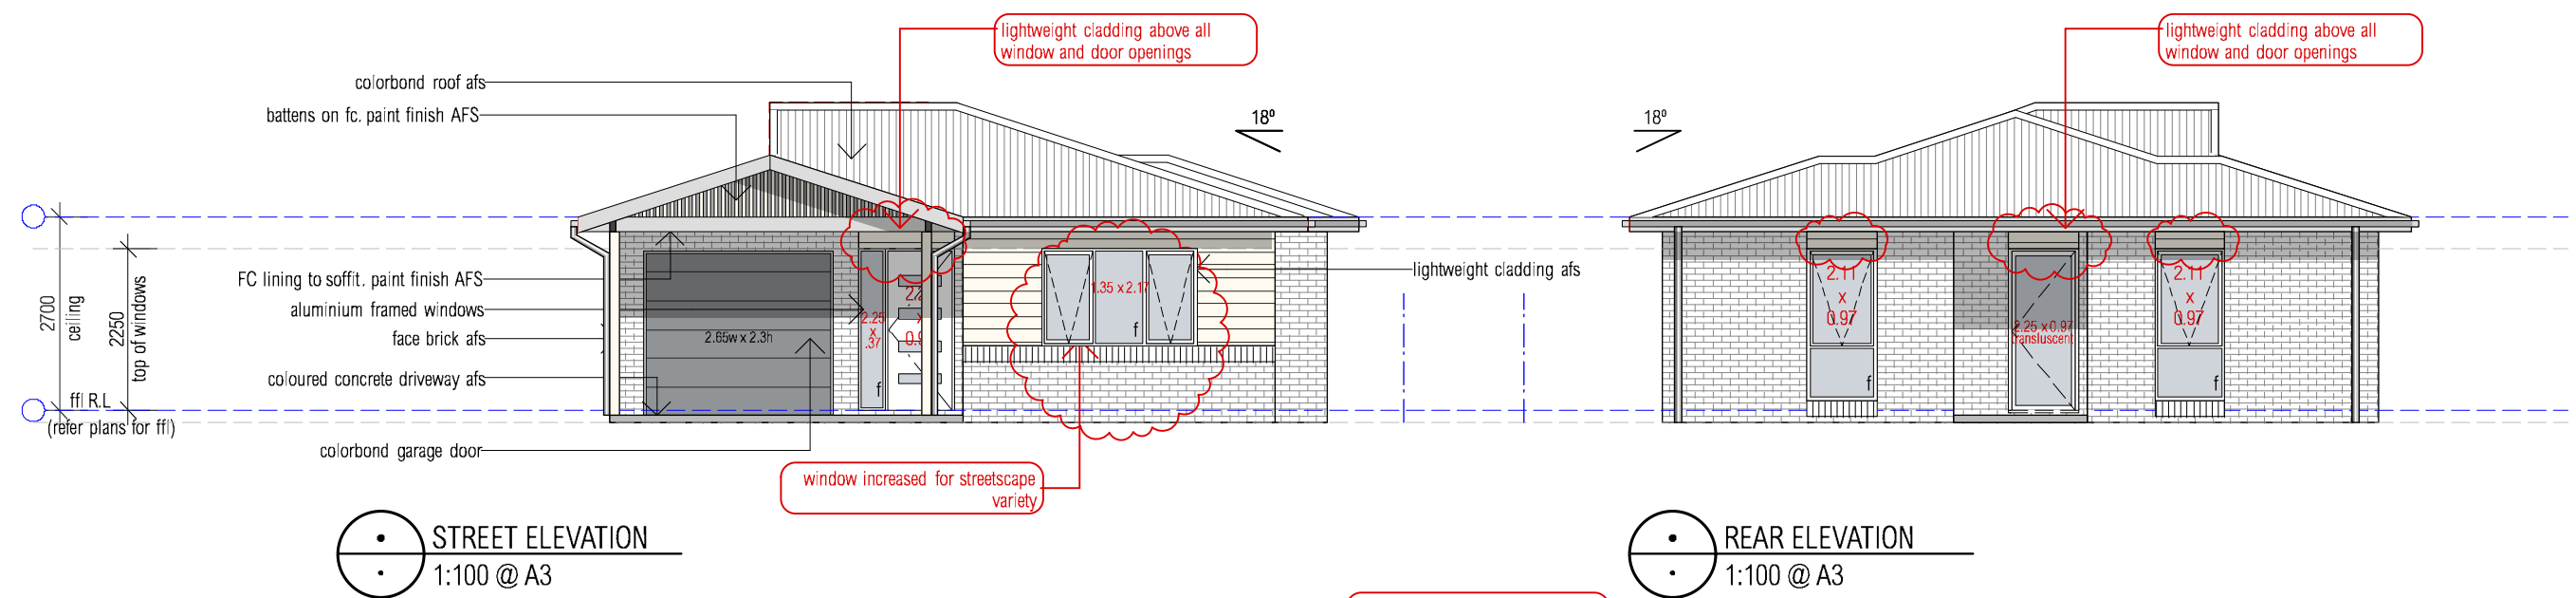 lightweight cladding above all
window and door openings
lightweight cladding above all
window and door openings
colorbond roof afs
battens on fc. paint finish AFS
18º
18º
2700
ceiling
2250
top of windows
FC lining to soffit. paint finish AFS
aluminium framed windows
face brick afs
coloured concrete driveway afs
ffl R.L
(refer plans for ffl)
colorbond garage door
2.65w x 2.3h
2.25
x
.37
f
1.35 x 2.17
f
lightweight cladding afs
window increased for streetscape
variety
2.11
x
0.97
f
2.25 x 0.97
transluscent
2.11
x
0.97
f
STREET ELEVATION
1:100 @ A3
REAR ELEVATION
1:100 @ A3